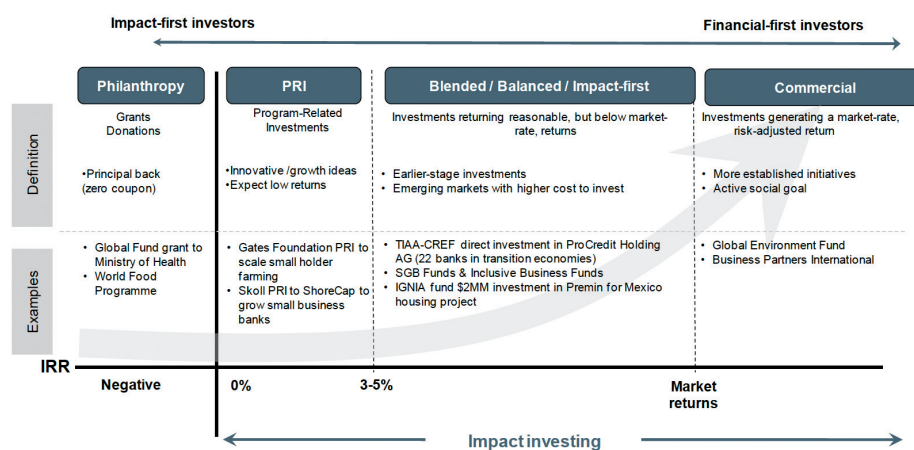 Impact-first investors
Financial-first investors
Philanthropy
PRI
Blended / Balanced / Impact-first
Commercial
Definition
Grants
Donations
•Principal back
(zero coupon)
Program-Related
Investments
•Innovative /growth ideas
•Expect low returns
Investments returning reasonable, but below market-
rate, returns
• Earlier-stage investments
• Emerging markets with higher cost to invest
Investments generating a market-rate,
risk-adjusted return
• More established initiatives
• Active social goal
Examples
• Global Fund grant to
Ministry of Health
• World Food
Programme
• Gates Foundation PRI to
scale small holder
farming
• Skoll PRI to ShoreCap to
grow small business
banks
• TIAA-CREF direct investment in ProCredit Holding
AG (22 banks in transition economies)
• SGB Funds & Inclusive Business Funds
• IGNIA fund $2MM investment in Premin for Mexico
housing project
• Global Environment Fund
• Business Partners International
IRR
Negative
0%
3-5%
Market
returns
Impact investing